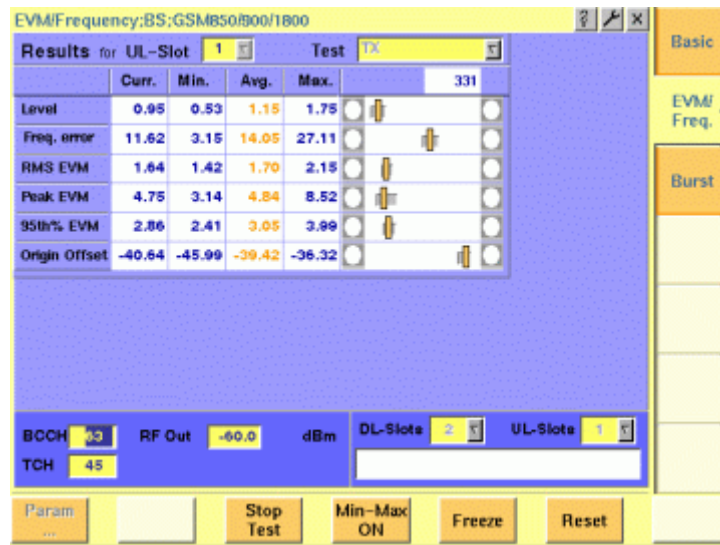 EVM/Frequency;BS;GSM850/900/1800 ? ×
Basic
Results for UL-Slot 1 Test TX
Curr. Min. Avg. Max. 331
Level 0.95 0.53 1.15 1.75
Freq. error 11.62 3.15 14.05 27.11
RMS EVM 1.64 1.42 1.70 2.15
Peak EVM 4.75 3.14 4.84 8.52
95th% EVM 2.86 2.41 3.05 3.99
Origin Offset -40.64 -45.99 -39.42 -36.32
EVM/
Freq.
Burst
BCCH 63 RF Out -60.0 dBm DL-Slots 2 UL-Slots 1
TCH 45
Param
...
Stop
Test
Min-Max
ON
Freeze
Reset